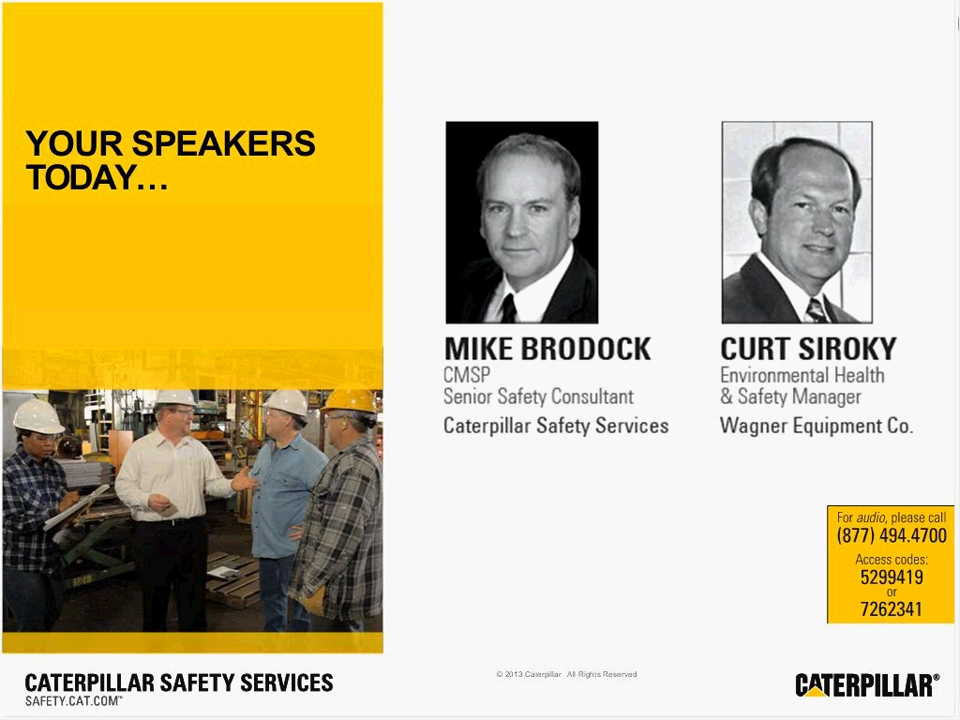 YOUR SPEAKERS
TODAY…
MIKE BRODOCK
CMSP
Senior Safety Consultant
Caterpillar Safety Services
CURT SIROKY
Environmental Health
& Safety Manager
Wagner Equipment Co.
For audio, please call
(877) 494.4700
Access codes:
5299419
or
7262341
CATERPILLAR SAFETY SERVICES
SAFETY.CAT.COM™
© 2013 Caterpillar All Rights Reserved
CATERPILLAR®